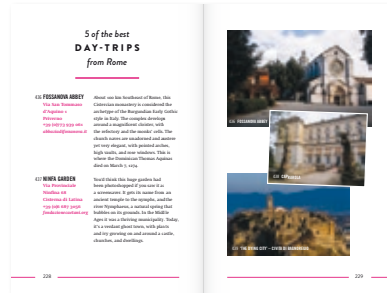 5 of the best
DAY-TRIPS
from Rome
436 FOSSANOVA ABBEY
Via San Tommaso
d'Aquino 1
Priverno
About 100 km Southeast of Rome, this
Cistercian monastery is considered the
archetype of the Burgundian Early Gothic
style in Italy. The complex develops
around a magnificent cloister, with
the refectory and the monks' cells. The
church naves are unadorned and austere
yet very elegant, with pointed arches,
high vaults, and rose windows. This is
where the Dominican Thomas Aquinas
died on March 7, 1274.
437 NINFA GARDEN
Via Provinciale
Ninfina 68
Cisterna di Latina
You'd think this huge garden had
been photoshopped if you saw it as
a screensaver. It gets its name from an
ancient temple to the nymphs, and the
river Nymphaeus, a natural spring that
bubbles on its grounds. In the Middle
Ages it was a thriving municipality. Today,
it's a verdant ghost town, with plants
and ivy growing on and around a castle,
churches, and dwellings.
228
436 FOSSANOVA ABBEY
438 'THE DYING CITY' – CIVITA DI BAGNOREGIO
229